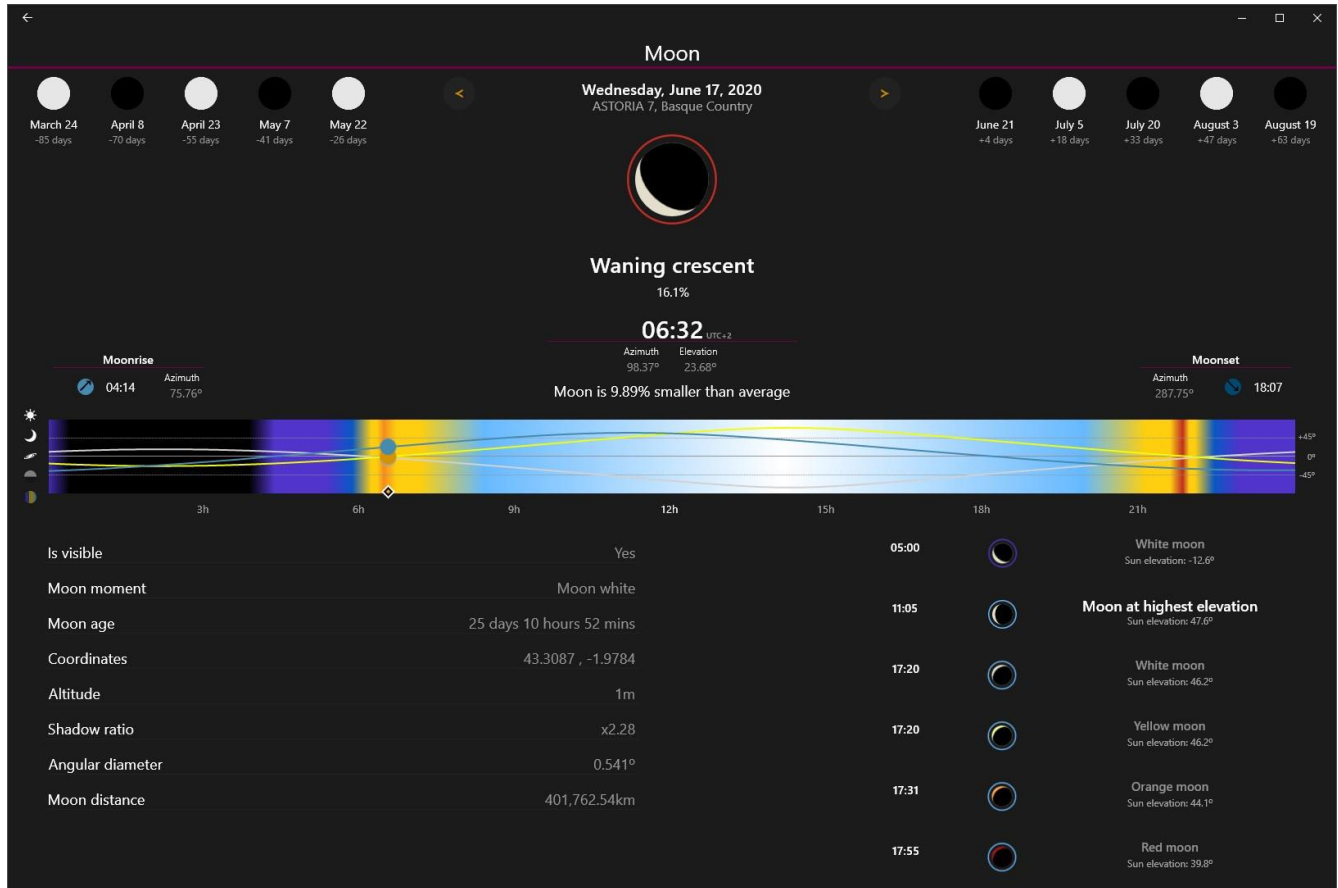 Moon
March 24
-85 days
April 8
-70 days
April 23
-55 days
May 7
-41 days
May 22
-26 days
<
Wednesday, June 17, 2020
ASTORIA 7, Basque Country
>
June 21
+4 days
July 5
+18 days
July 20
+33 days
August 3
+47 days
August 19
+63 days
Waning crescent
16.1%
06:32 UTC+2
Azimuth Elevation
98.37º 23.68º
Moon is 9.89% smaller than average
Moonrise
04:14
Azimuth
75.76º
Moonset
Azimuth
287.75º
18:07
+45º
0º
-45º
3h 6h 9h 12h 15h 18h 21h
Is visible Yes
Moon moment Moon white
Moon age 25 days 10 hours 52 mins
Coordinates 43.3087 , -1.9784
Altitude 1m
Shadow ratio x2.28
Angular diameter 0.541º
Moon distance 401,762.54km
05:00 White moon
Sun elevation: -12.6º
11:05 Moon at highest elevation
Sun elevation: 47.6º
17:20 White moon
Sun elevation: 46.2º
17:20 Yellow moon
Sun elevation: 46.2º
17:31 Orange moon
Sun elevation: 44.1º
17:55 Red moon
Sun elevation: 39.8º